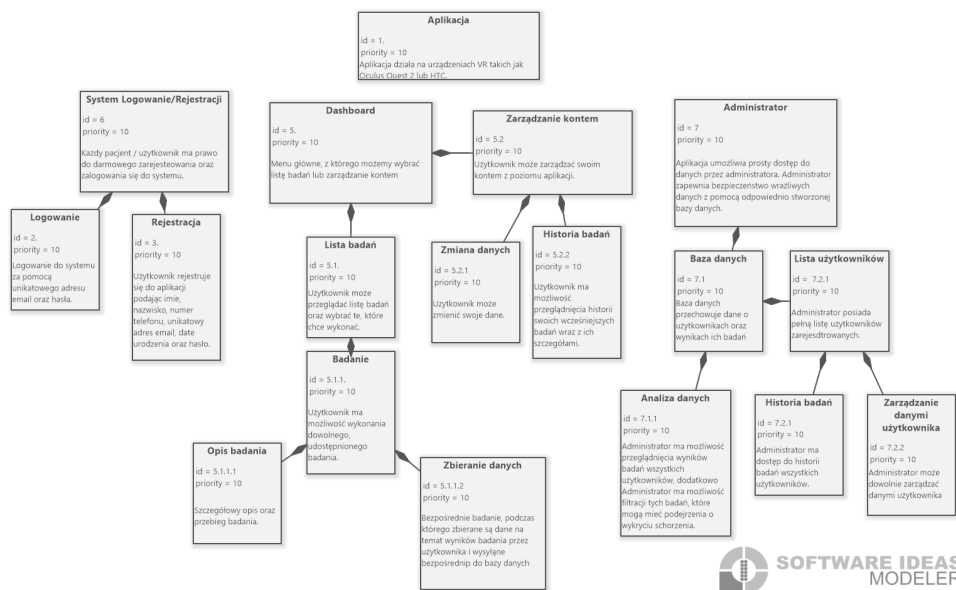 Aplikacja
id = 1.
priority = 10
Aplikacja działa na urządzeniach VR takich jak
Oculus Quest 2 lub HTC.
System Logowanie/Rejestracji
id = 6
priority = 10
Każdy pacjent / użytkownik ma prawo
do darmowego zarejesteowania oraz
zalogowania się do systemu.
Logowanie
id = 2.
priority = 10
Logowanie do systemu
za pomocą
unikatowego adresu
email oraz hasła.
Rejestracja
id = 3.
priority = 10
Użytkownik rejestruje
się do aplikacji
podając imie,
nazwisko, numer
telefonu, unikatowy
adres email, date
urodzenia oraz hasło.
Dashboard
id = 5.
priority = 10
Menu główne, z którego możemy wybrać
listę badań lub zarządzanie kontem
Zarządzanie kontem
id = 5.2
priority = 10
Użytkownik może zarządzać swoim
kontem z poziomu aplikacji.
Lista badań
id = 5.1.
priority = 10
Użytkownik może
przeglądać listę badań
oraz wybrać te, które
chce wykonać.
Zmiana danych
id = 5.2.1
priority = 10
Użytkownik może
zmienić swoje dane.
Historia badań
id = 5.2.2
priority = 10
Użytkownik ma
możliwość
przeglądnięcia historii
swoich wcześniejszych
badań wraz z ich
szczegółami.
Badanie
id = 5.1.1.
priority = 10
Użytkownik ma
możliwość wykonania
dowolnego,
udostępnionego
badania.
Opis badania
id = 5.1.1.1
priority = 10
Szczegółowy opis oraz
przebieg badania.
Zbieranie danych
id = 5.1.1.2
priority = 10
Bezpośrednie badanie, podczas
którego zbierane są dane na
temat wyników badania przez
użytkownika i wysyłąne
bezpośrednip do bazy danych
Administrator
id = 7
priority = 10
Aplikacja umożliwia prosty dostęp do
danych przez administratora. Administrator
zapewnia bezpieczeństwo wrażliwych
danych z pomocą odpowiednio stworzonej
bazy danych.
Baza danych
id = 7.1
priority = 10
Baza danych
przechowuje dane o
użytkownikach oraz
wynikach ich badań
Lista użytkowników
id = 7.2.1
priority = 10
Administrator posiada
pełną listę użytkowników
zarejesdtrowanych.
Analiza danych
id = 7.1.1
priority = 10
Administrator ma możliwość
przeglądnięcia wyników
badań wszystkich
użytkowników, dodatkowo
Administrator ma możliwość
filtracji tych badań, które
mogą mieć podejrzenia o
wykryciu schorzenia.
Historia badań
id = 7.2.1
priority = 10
Administrator ma
dostęp do historii
badań wszystkich
użytkowników.
Zarządzanie
danymi
użytkownika
id = 7.2.2
priority = 10
Administrator może
dowolnie zarządzać
danymi użytkownika
SOFTWARE IDEAS
MODELER